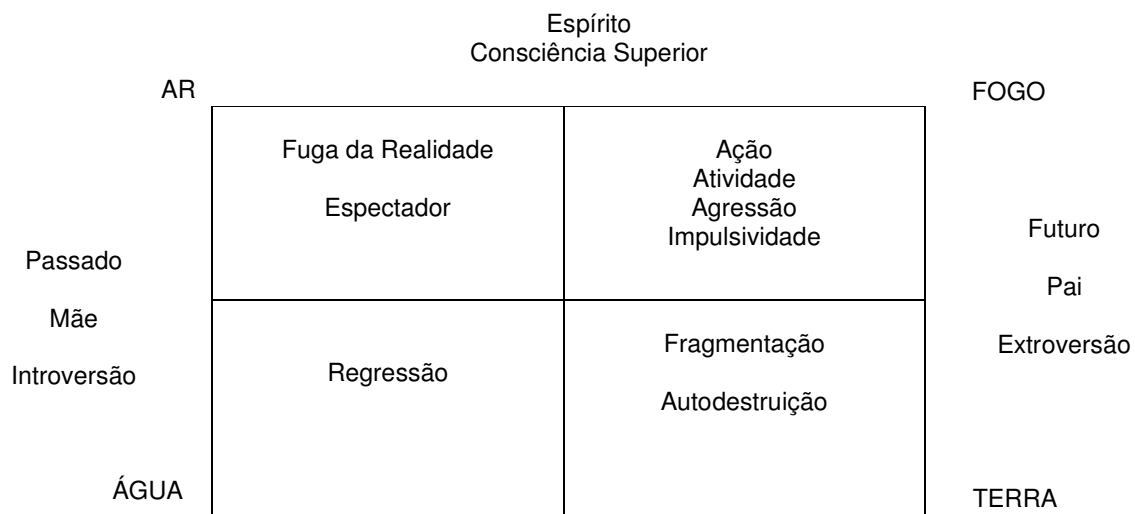 Espírito
Consciência Superior
AR
FOGO
Fuga da Realidade
Espectador
Ação
Atividade
Agressão
Impulsividade
Passado
Mãe
Introversão
Futuro
Pai
Extroversão
Regressão
Fragmentação
Autodestruição
ÁGUA
TERRA